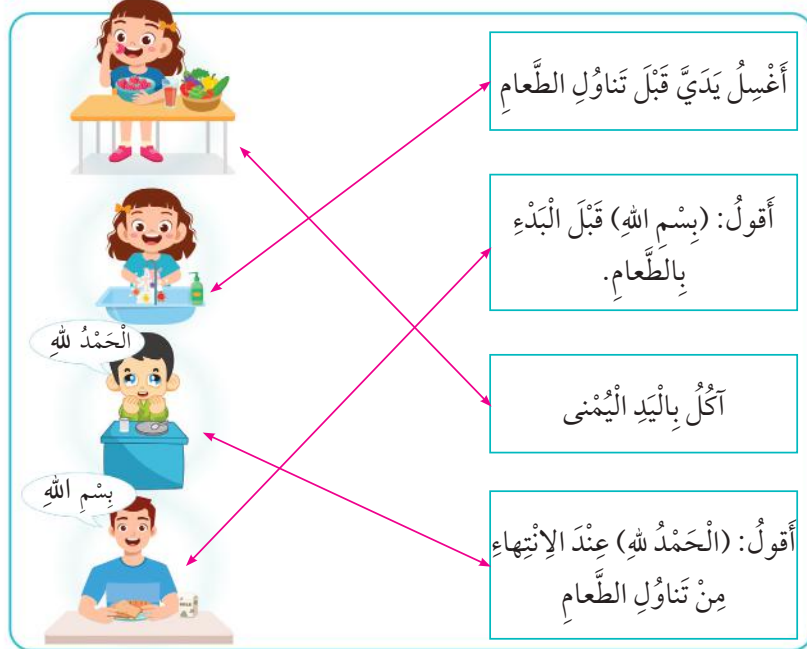 أَغْسِلُ يَدَيَّ قَبْلَ تَناوُلِ الطَّعامِ
أَقولُ: (بِسْمِ اللهِ) قَبْلَ الْبَدْءِ
بِالطَّعامِ.
آكُلُ بِالْيَدِ الْيُمْنى
أَقولُ: (الْحَمْدُ للهِ) عِنْدَ الاِنْتِهاءِ
مِنْ تَناوُلِ الطَّعامِ
الْحَمْدُ للهِ
بِسْمِ اللهِ